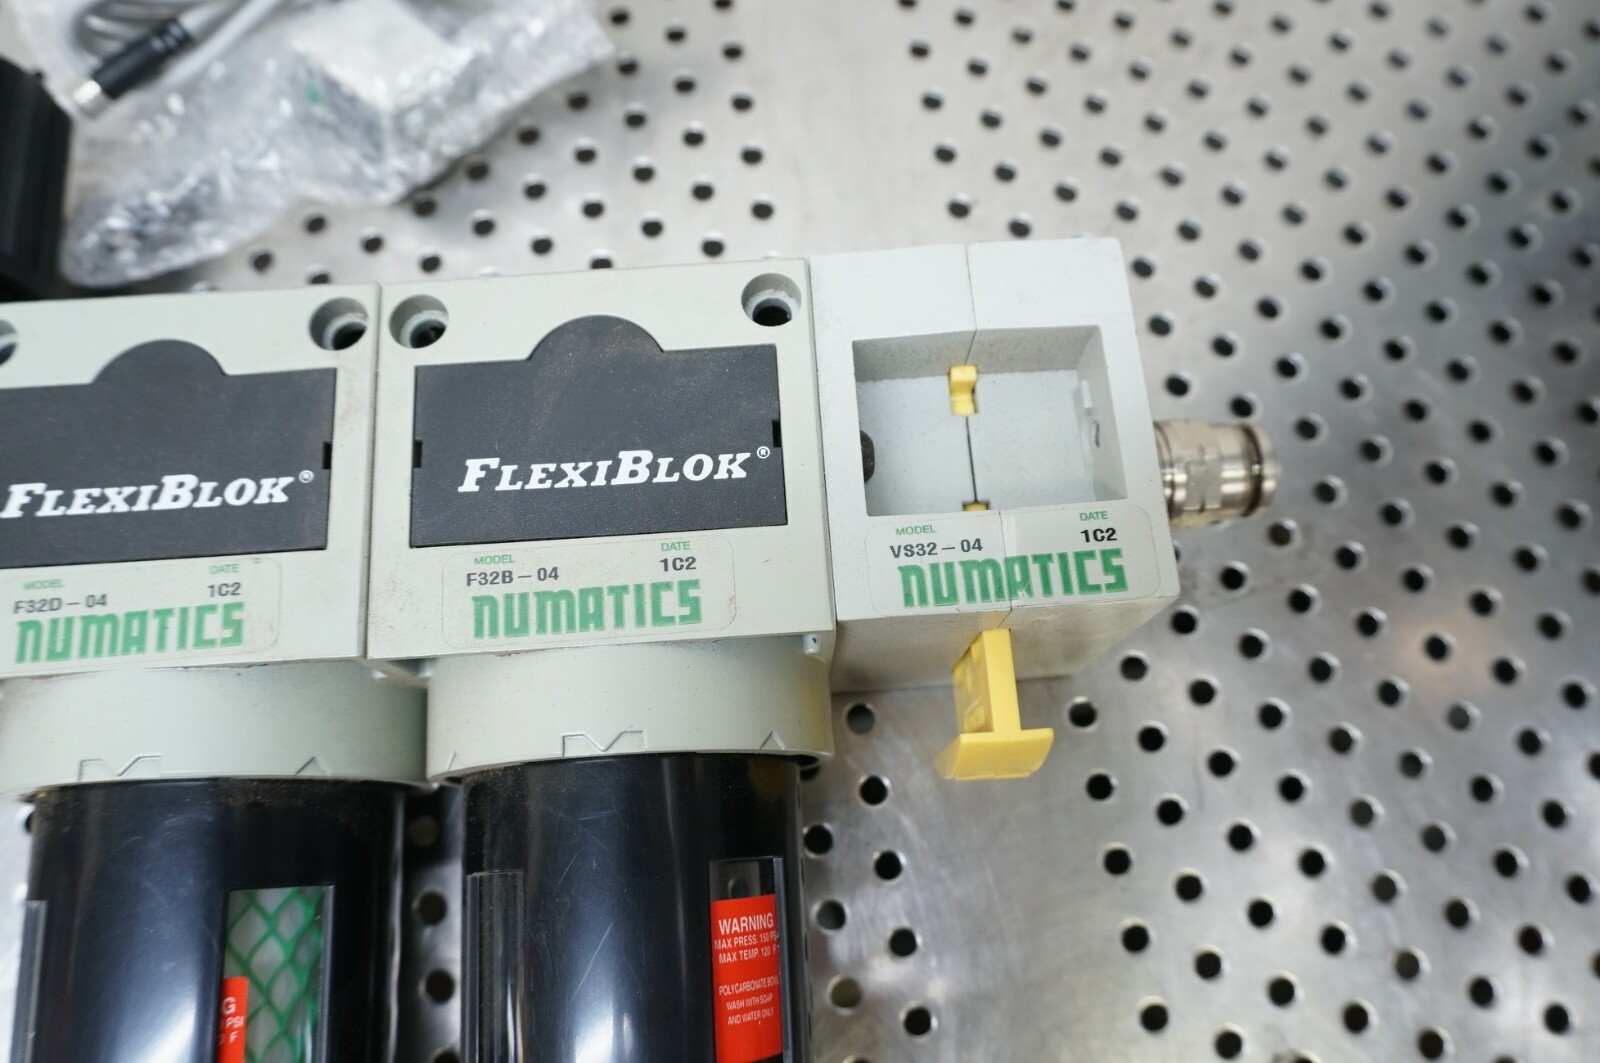 FLEXIBLOK®
MODEL DATE
F32D-04 1C2
NUMATICS
FLEXIBLOK®
MODEL DATE
F32B-04 1C2
NUMATICS
MODEL DATE
VS32-04 1C2
NUMATICS
G
PSI
F
WARNING
MAX PRESS. 150 PSI
MAX TEMP. 120 F
POLYCARBONATE BOWL
WASH WITH SOAP
AND WATER ONLY